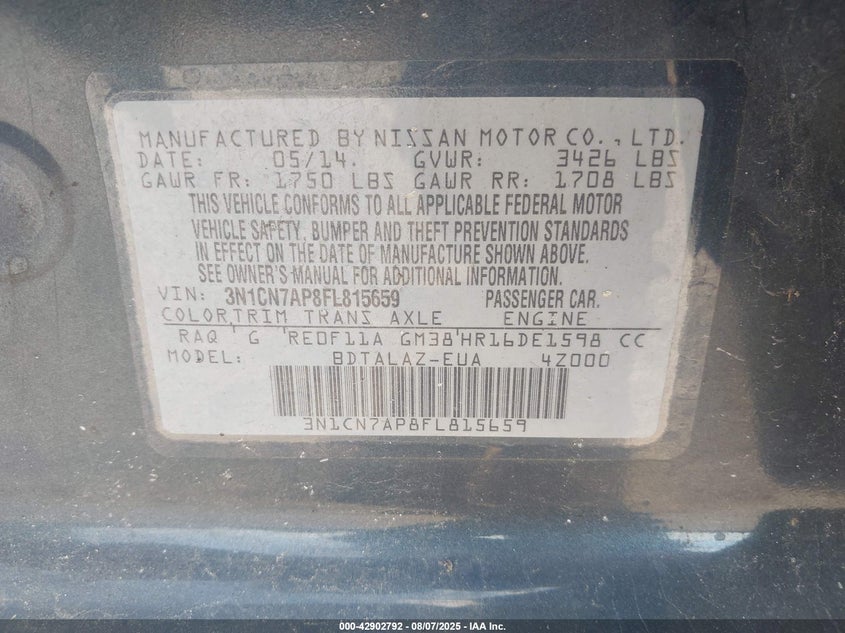 MANUFACTURED BY NISSAN MOTOR CO., LTD.
DATE: 05/14. GVWR: 3426 LBS
GAWR FR: 1750 LBS GAWR RR: 1708 LBS
THIS VEHICLE CONFORMS TO ALL APPLICABLE FEDERAL MOTOR
VEHICLE SAFETY, BUMPER AND THEFT PREVENTION STANDARDS
IN EFFECT ON THE DATE OF MANUFACTURE SHOWN ABOVE.
SEE OWNER'S MANUAL FOR ADDITIONAL INFORMATION.
VIN: 3N1CN7AP8FL815659 PASSENGER CAR.
COLOR TRIM TRANS AXLE ENGINE
RAQ G RE0F11A GM38 HR16DE1598 CC
MODEL: BDTALAZ-EUA 4Z000
3N1CN7AP8FL815659
000-42902792 - 08/07/2025 - IAA Inc.